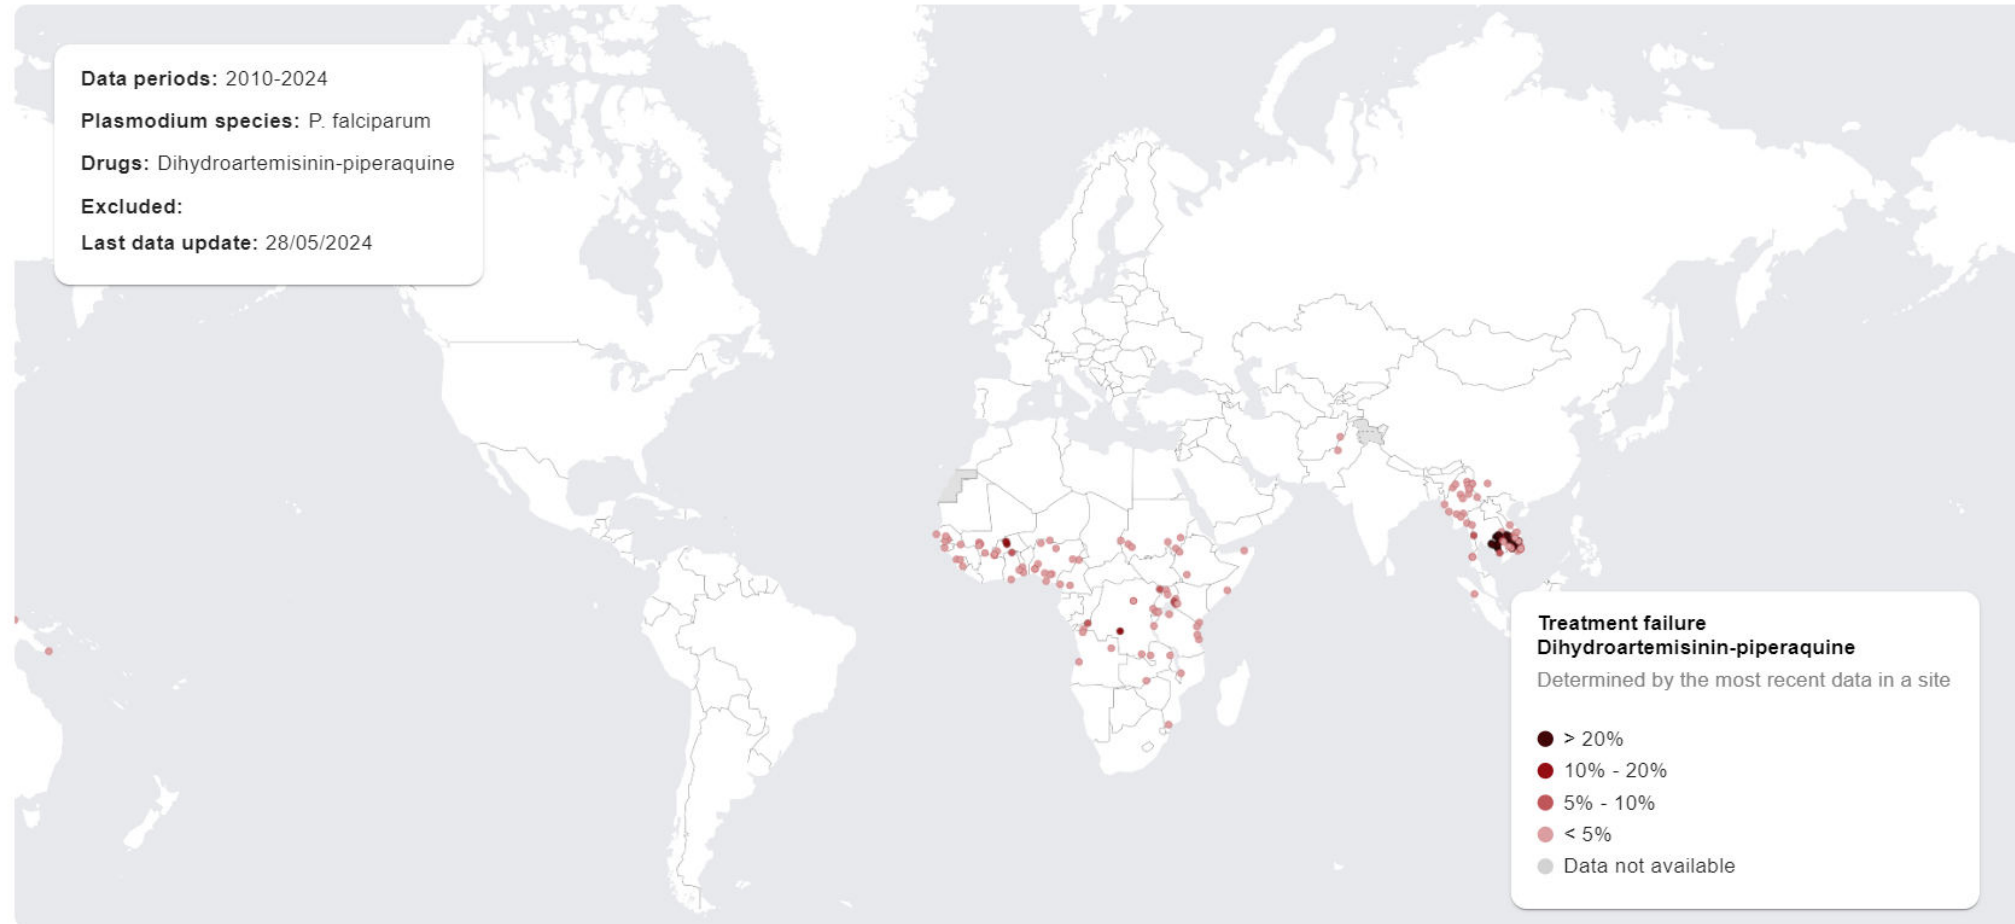 Data periods: 2010-2024
Plasmodium species: P. falciparum
Drugs: Dihydroartemisinin-piperaquine
Excluded:
Last data update: 28/05/2024
Treatment failure
Dihydroartemisinin-piperaquine
Determined by the most recent data in a site
> 20%
10% - 20%
5% - 10%
< 5%
Data not available